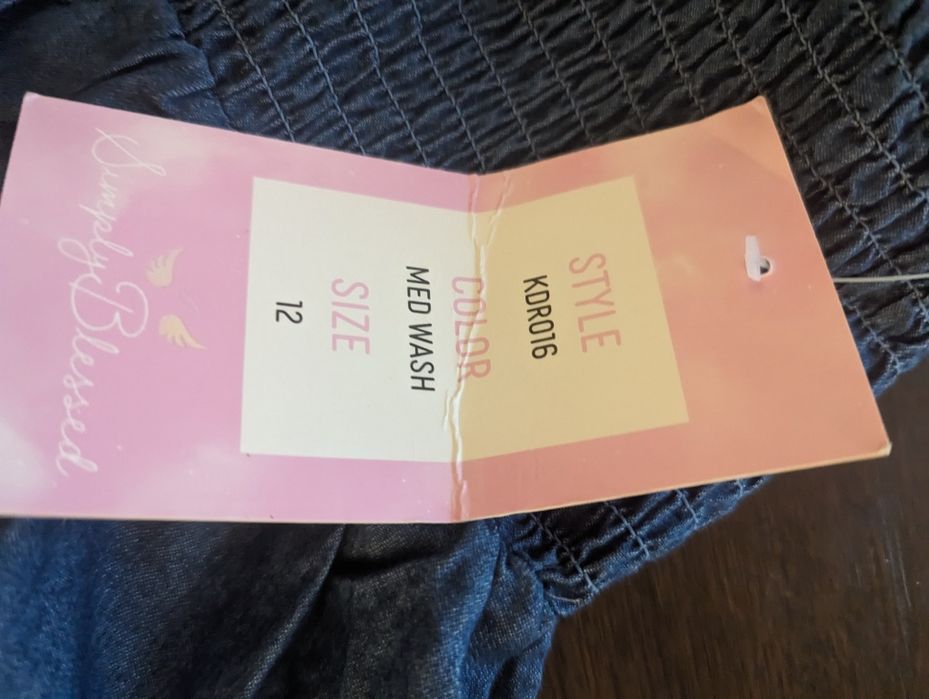 STYLE
KDR016
COLOR
MED WASH
SIZE
12
Simply Blessed